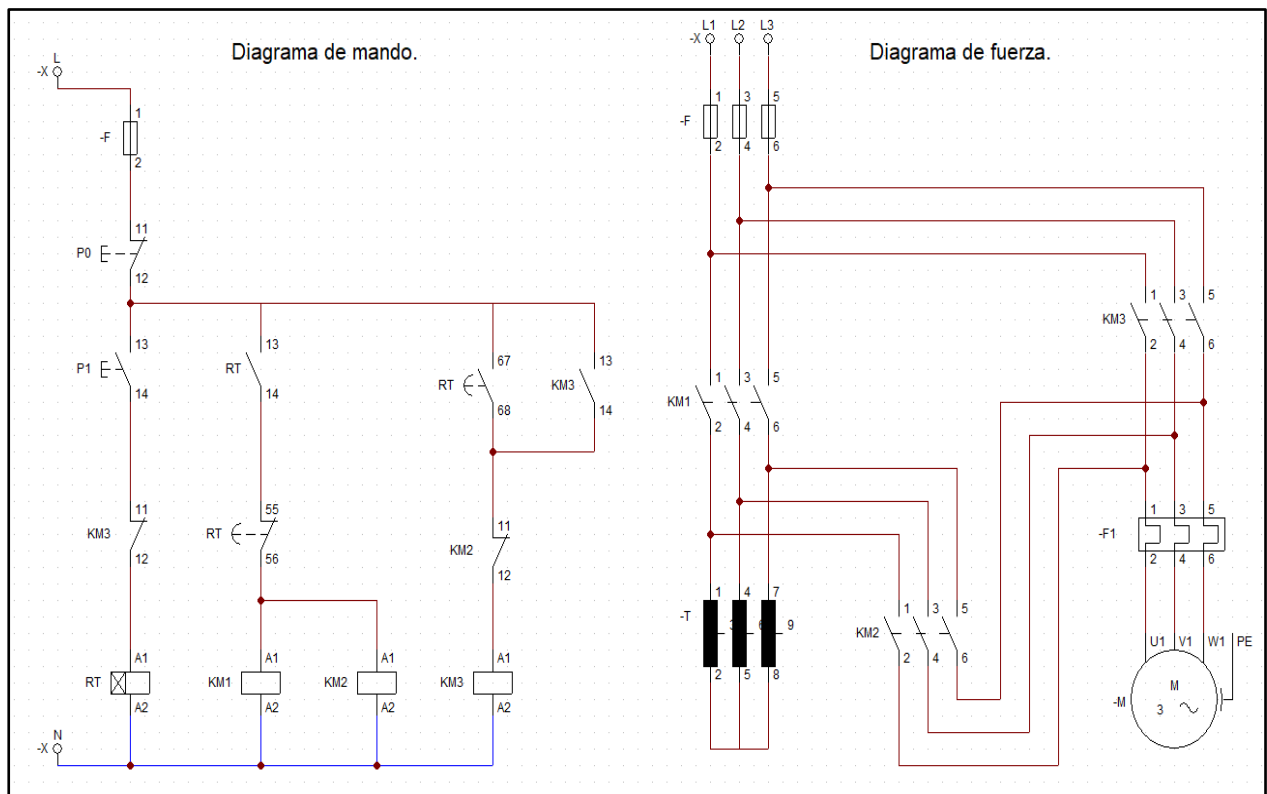 Diagrama de mando.
L
-X
1
-F
2
11
P0
12
13
P1
14
13
RT
14
67
RT
68
13
KM3
14
11
KM3
12
55
RT
56
11
KM2
12
A1
RT
A2
A1
KM1
A2
A1
KM2
A2
A1
KM3
A2
N
-X
Diagrama de fuerza.
L1 L2 L3
-X
1 3 5
-F
2 4 6
1 3 5
KM3
2 4 6
1 3 5
KM1
2 4 6
1 3 5
-F1
2 4 6
1 4 7
-T
9
2 5 8
1 3 5
KM2
2 4 6
U1 V1 W1 PE
M
-M
3